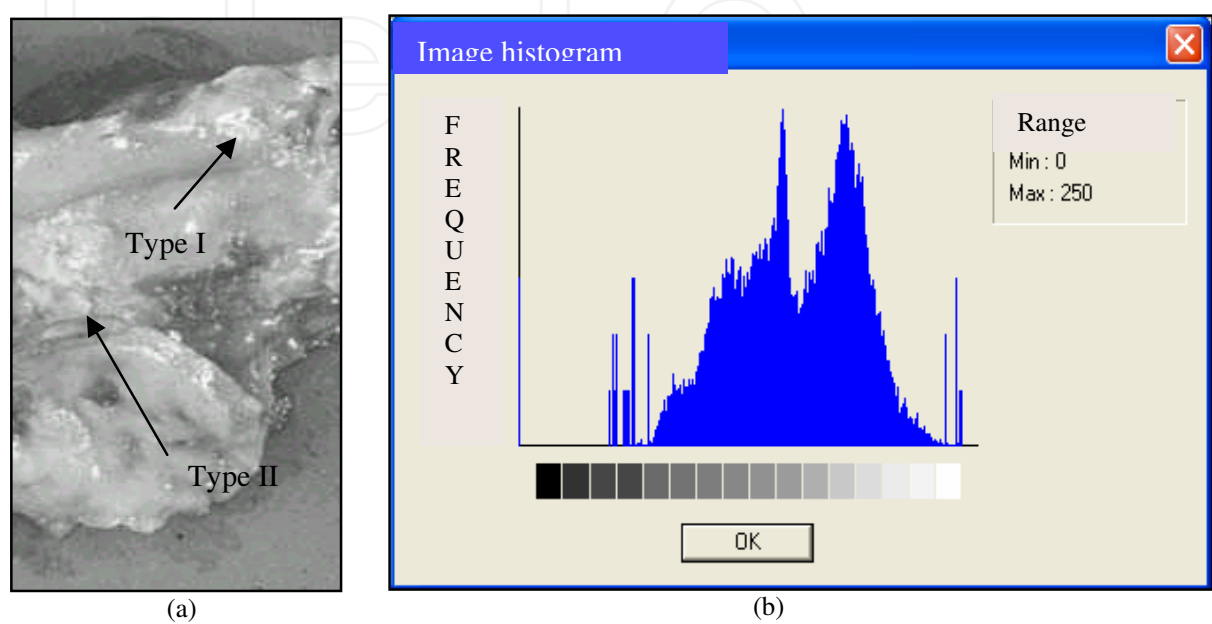 Type I
Type II
(a)
Image histogram
F
R
E
Q
U
E
N
C
Y
Range
Min : 0
Max : 250
OK
(b)